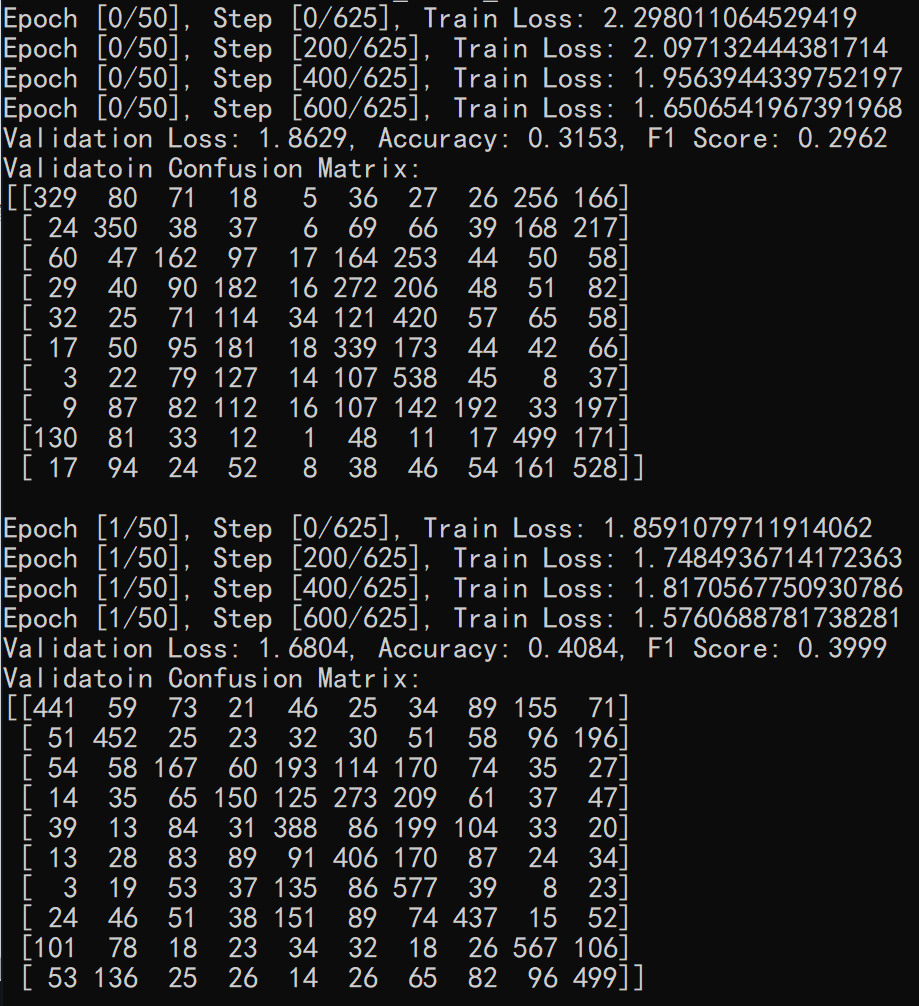 Epoch [0/50], Step [0/625], Train Loss: 2.298011064529419
Epoch [0/50], Step [200/625], Train Loss: 2.097132444381714
Epoch [0/50], Step [400/625], Train Loss: 1.9563944339752197
Epoch [0/50], Step [600/625], Train Loss: 1.6506541967391968
Validation Loss: 1.8629, Accuracy: 0.3153, F1 Score: 0.2962
Validatoin Confusion Matrix:
[[329  80  71  18   5  36  27  26 256 166]
 [ 24 350  38  37   6  69  66  39 168 217]
 [ 60  47 162  97  17 164 253  44  50  58]
 [ 29  40  90 182  16 272 206  48  51  82]
 [ 32  25  71 114  34 121 420  57  65  58]
 [ 17  50  95 181  18 339 173  44  42  66]
 [  3  22  79 127  14 107 538  45   8  37]
 [  9  87  82 112  16 107 142 192  33 197]
 [130  81  33  12   1  48  11  17 499 171]
 [ 17  94  24  52   8  38  46  54 161 528]]
Epoch [1/50], Step [0/625], Train Loss: 1.8591079711914062
Epoch [1/50], Step [200/625], Train Loss: 1.7484936714172363
Epoch [1/50], Step [400/625], Train Loss: 1.8170567750930786
Epoch [1/50], Step [600/625], Train Loss: 1.5760688781738281
Validation Loss: 1.6804, Accuracy: 0.4084, F1 Score: 0.3999
Validatoin Confusion Matrix:
[[441  59  73  21  46  25  34  89 155  71]
 [ 51 452  25  23  32  30  51  58  96 196]
 [ 54  58 167  60 193 114 170  74  35  27]
 [ 14  35  65 150 125 273 209  61  37  47]
 [ 39  13  84  31 388  86 199 104  33  20]
 [ 13  28  83  89  91 406 170  87  24  34]
 [  3  19  53  37 135  86 577  39   8  23]
 [ 24  46  51  38 151  89  74 437  15  52]
 [101  78  18  23  34  32  18  26 567 106]
 [ 53 136  25  26  14  26  65  82  96 499]]